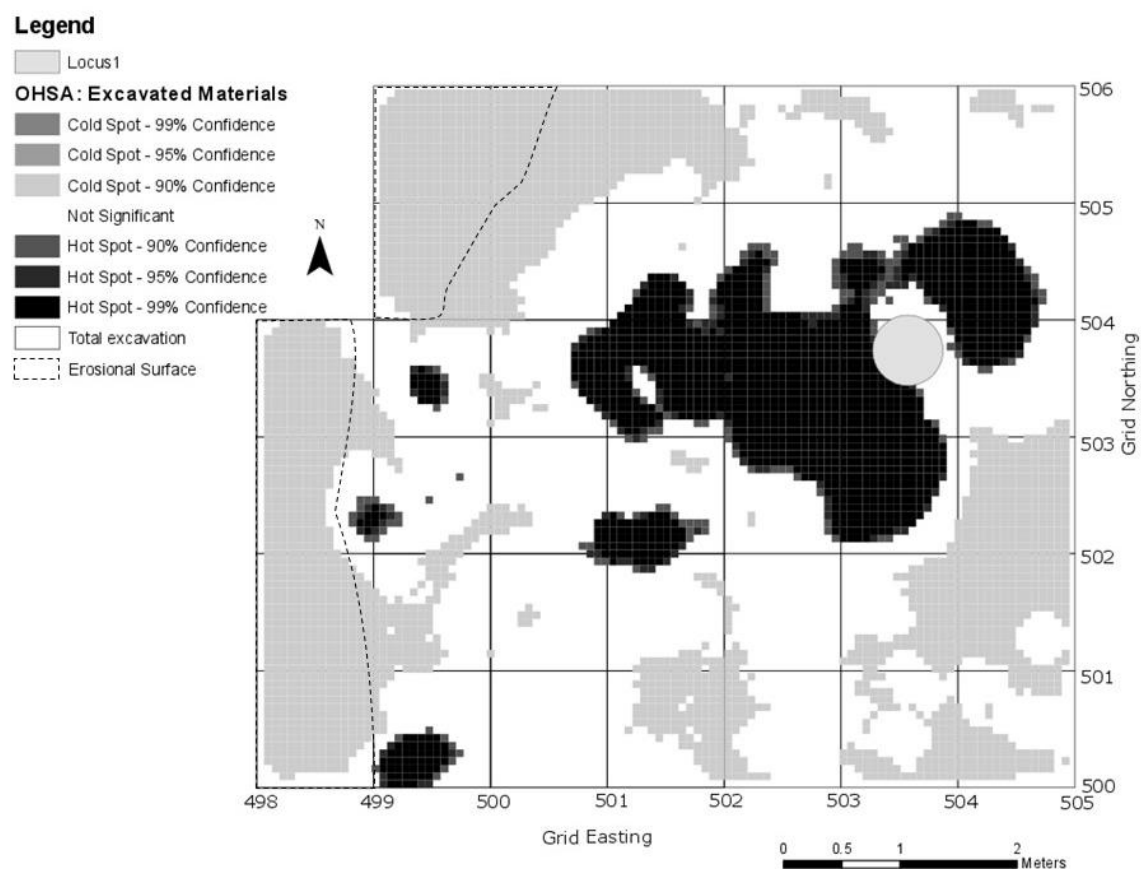 Legend
Locus1
OHSA: Excavated Materials
Cold Spot - 99% Confidence
Cold Spot - 95% Confidence
Cold Spot - 90% Confidence
Not Significant
Hot Spot - 90% Confidence
Hot Spot - 95% Confidence
Hot Spot - 99% Confidence
Total excavation
Erosional Surface
N
506
505
504
503
502
501
500
Grid Northing
498 499 500 501 502 503 504 505
Grid Easting
0 0.5 1 2
Meters